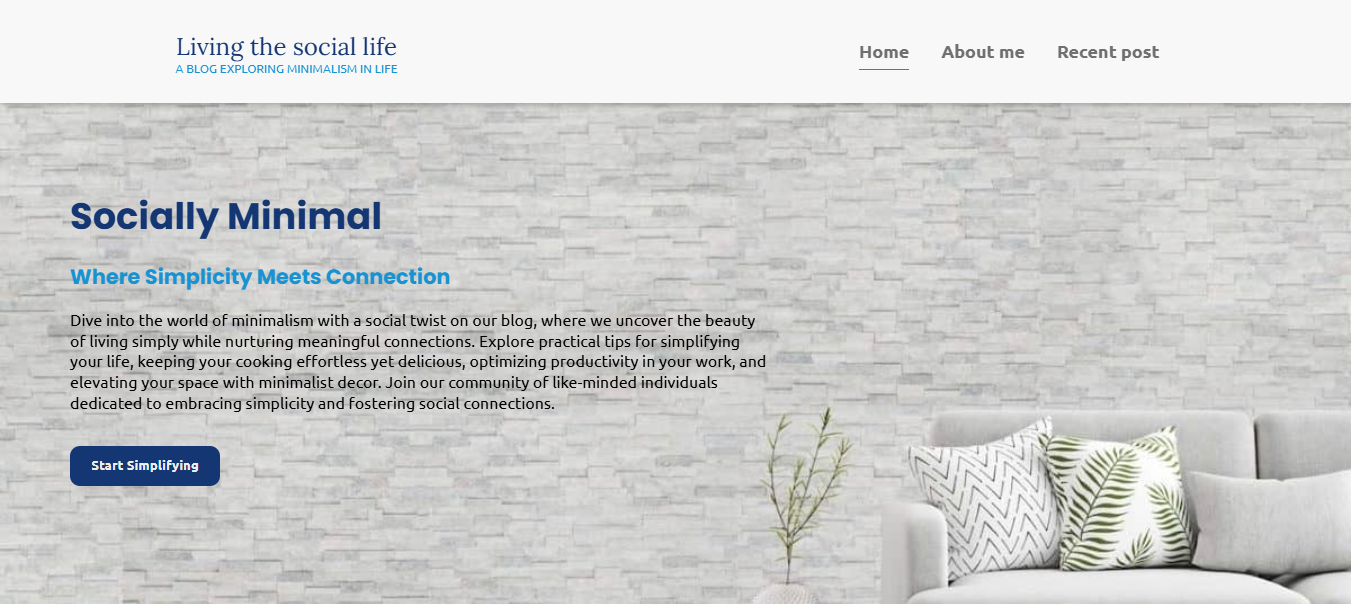 Living the social life
A BLOG EXPLORING MINIMALISM IN LIFE
Home About me Recent post
Socially Minimal
Where Simplicity Meets Connection
Dive into the world of minimalism with a social twist on our blog, where we uncover the beauty
of living simply while nurturing meaningful connections. Explore practical tips for simplifying
your life, keeping your cooking effortless yet delicious, optimizing productivity in your work, and
elevating your space with minimalist decor. Join our community of like-minded individuals
dedicated to embracing simplicity and fostering social connections.
Start Simplifying